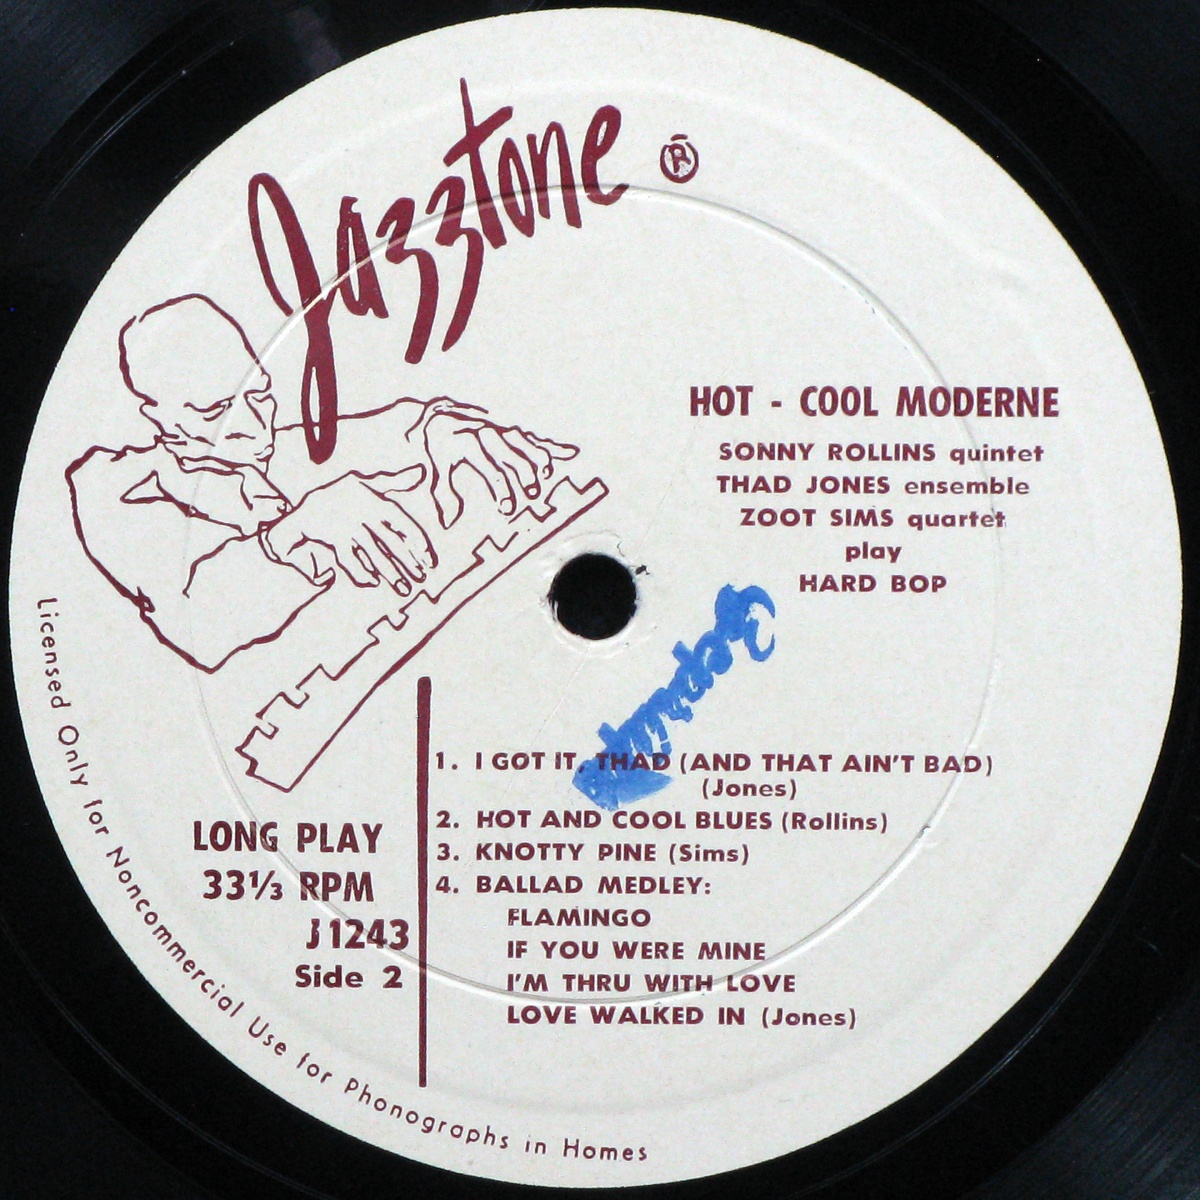 Jazztone ®
HOT - COOL MODERNE
SONNY ROLLINS quintet
THAD JONES ensemble
ZOOT SIMS quartet
play
HARD BOP
1. I GOT IT, THAD (AND THAT AIN'T BAD)
(Jones)
2. HOT AND COOL BLUES (Rollins)
3. KNOTTY PINE (Sims)
4. BALLAD MEDLEY:
FLAMINGO
IF YOU WERE MINE
I'M THRU WITH LOVE
LOVE WALKED IN (Jones)
LONG PLAY
33⅓ RPM
J1243
Side 2
Licensed Only for Noncommercial Use for Phonographs in Homes